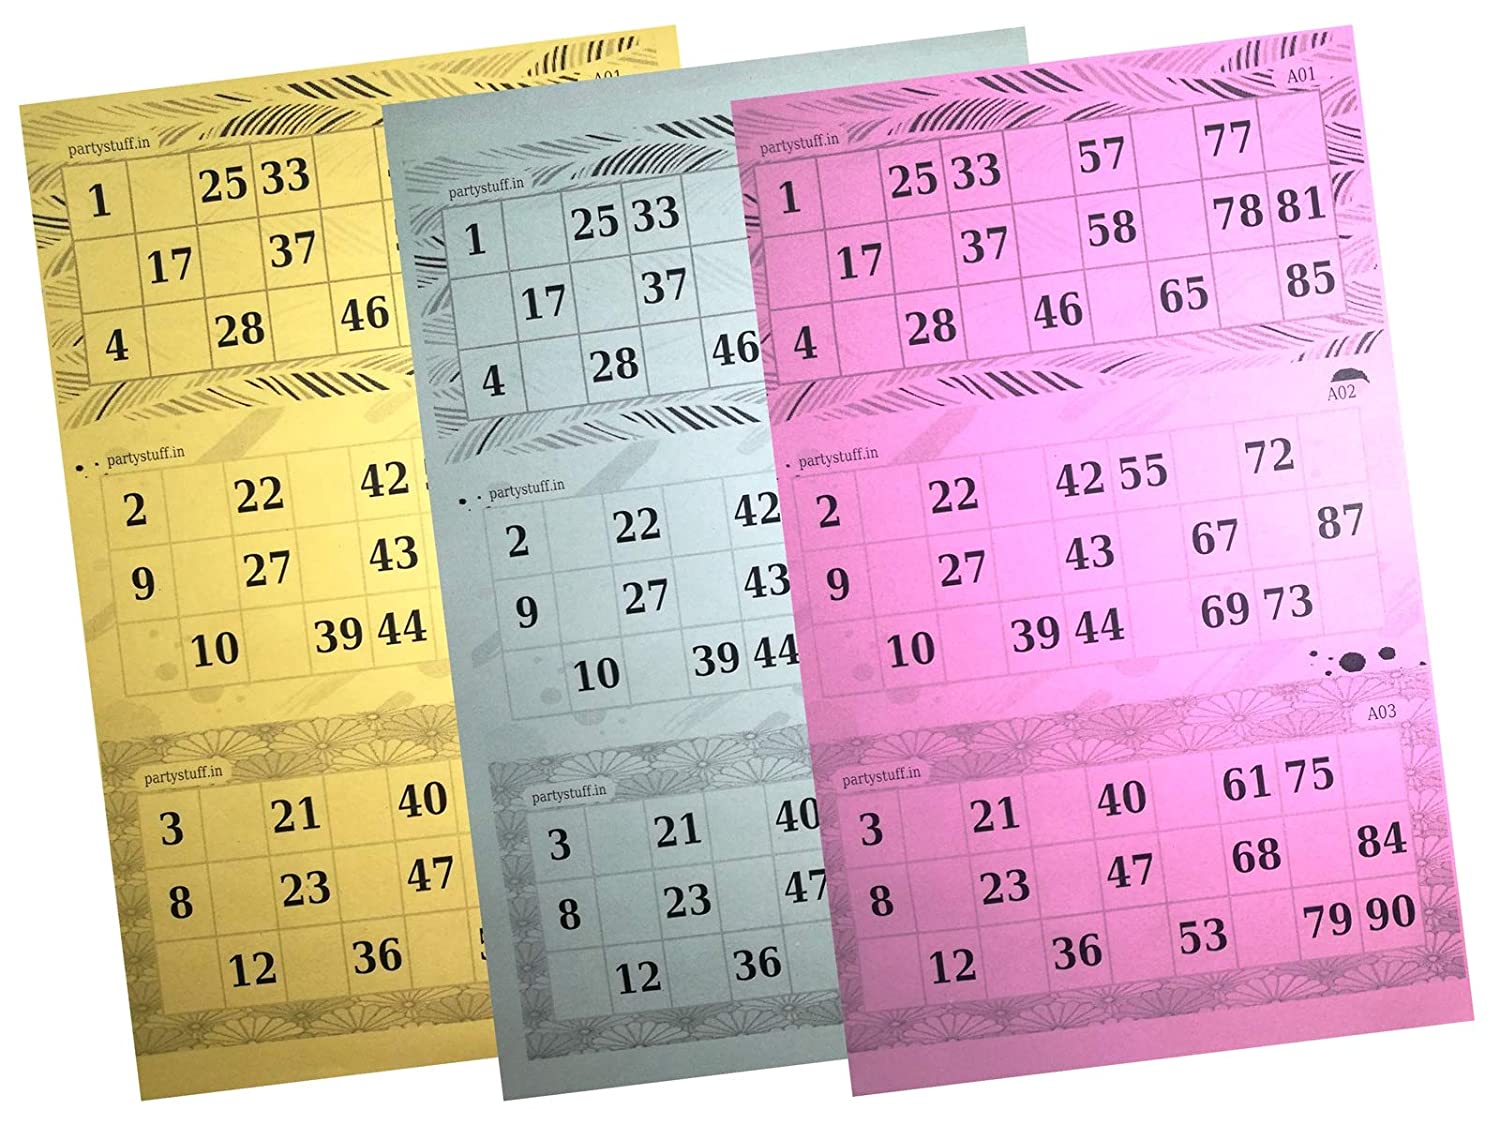 A01
partystuff.in
1 25 33
17 37
4 28 46
partystuff.in
2 22 42
9 27 43
10 39 44
partystuff.in
3 21 40
8 23 47
12 36
partystuff.in
1 25 33
17 37
4 28 46
partystuff.in
2 22 42
9 27 43
10 39 44
partystuff.in
3 21 40
8 23 47
12 36
A01
partystuff.in
1 25 33 57 77
17 37 58 78 81
4 28 46 65 85
A02
partystuff.in
2 22 42 55 72
9 27 43 67 87
10 39 44 69 73
A03
partystuff.in
3 21 40 61 75
8 23 47 68 84
12 36 53 79 90